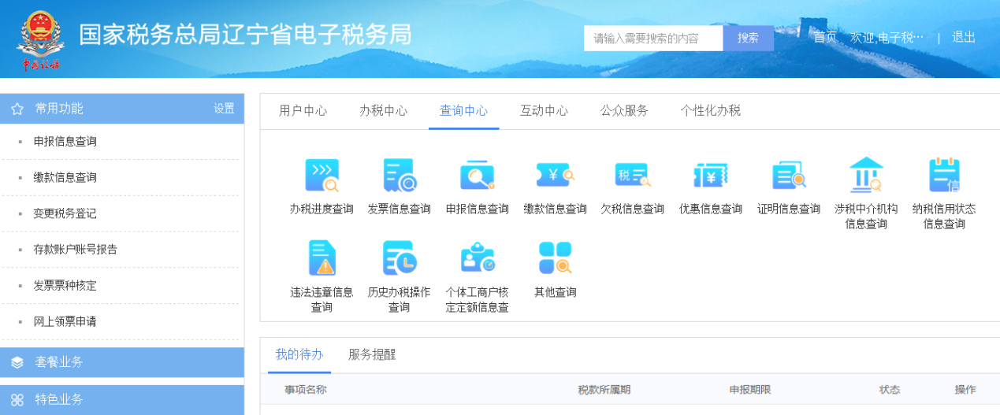 国家税务总局辽宁省电子税务局
中国税务
请输入需要搜索的内容 搜索
首页 欢迎,电子税… | 退出
常用功能 设置
申报信息查询
缴款信息查询
变更税务登记
存款账户账号报告
发票票种核定
网上领票申请
套餐业务
特色业务
用户中心 办税中心 查询中心 互动中心 公众服务 个性化办税
办税进度查询 发票信息查询 申报信息查询 缴款信息查询 欠税信息查询 优惠信息查询 证明信息查询 涉税中介机构 纳税信用状态
信息查询 信息查询
违法违章信息 历史办税操作 个体工商户核 其他查询
查询 查询 定定额信息查
我的待办 服务提醒
事项名称 税款所属期 申报期限 状态 操作